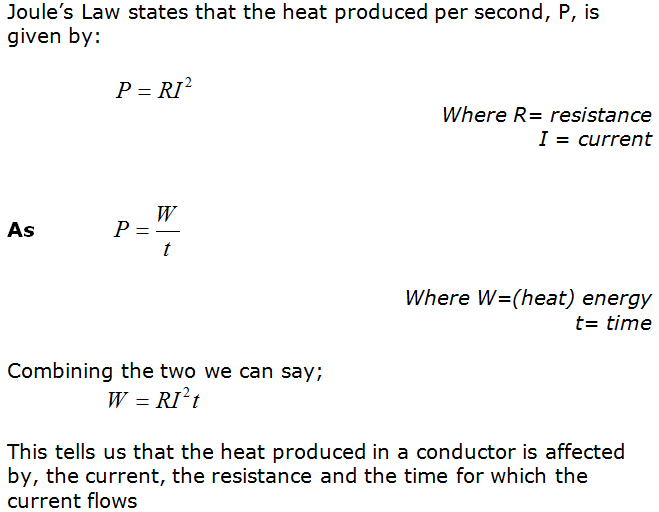 Joule’s Law states that the heat produced per second, P, is
given by:
P = RI²
Where R= resistance
I = current
As P = W/t
Where W=(heat) energy
t= time
Combining the two we can say;
W = RI²t
This tells us that the heat produced in a conductor is affected
by, the current, the resistance and the time for which the
current flows